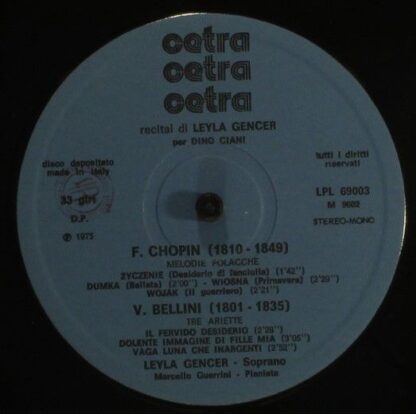 cetra
cetra
cetra
recital di LEYLA GENCER
per DINO CIANI
disco depositato
made in Italy
tutti i diritti
riservati
33 giri
D.P.
LPL 69003
M 9602
STEREO-MONO
℗ 1975
F. CHOPIN (1810 - 1849)
MELODIE POLACCHE
ZYCZENIE (Desiderio di fanciulla) (1'42")
DUMKA (Ballata) (2'00") - WIOSNA (Primavera) (2'20")
WOJAK (Il guerriero) (2'21")
V. BELLINI (1801 - 1835)
TRE ARIETTE
IL FERVIDO DESIDERIO (2'28")
DOLENTE IMMAGINE DI FILLE MIA (3'05")
VAGA LUNA CHE INARGENTI (2'52")
LEYLA GENCER - Soprano
Marcello Guerrini - Pianista